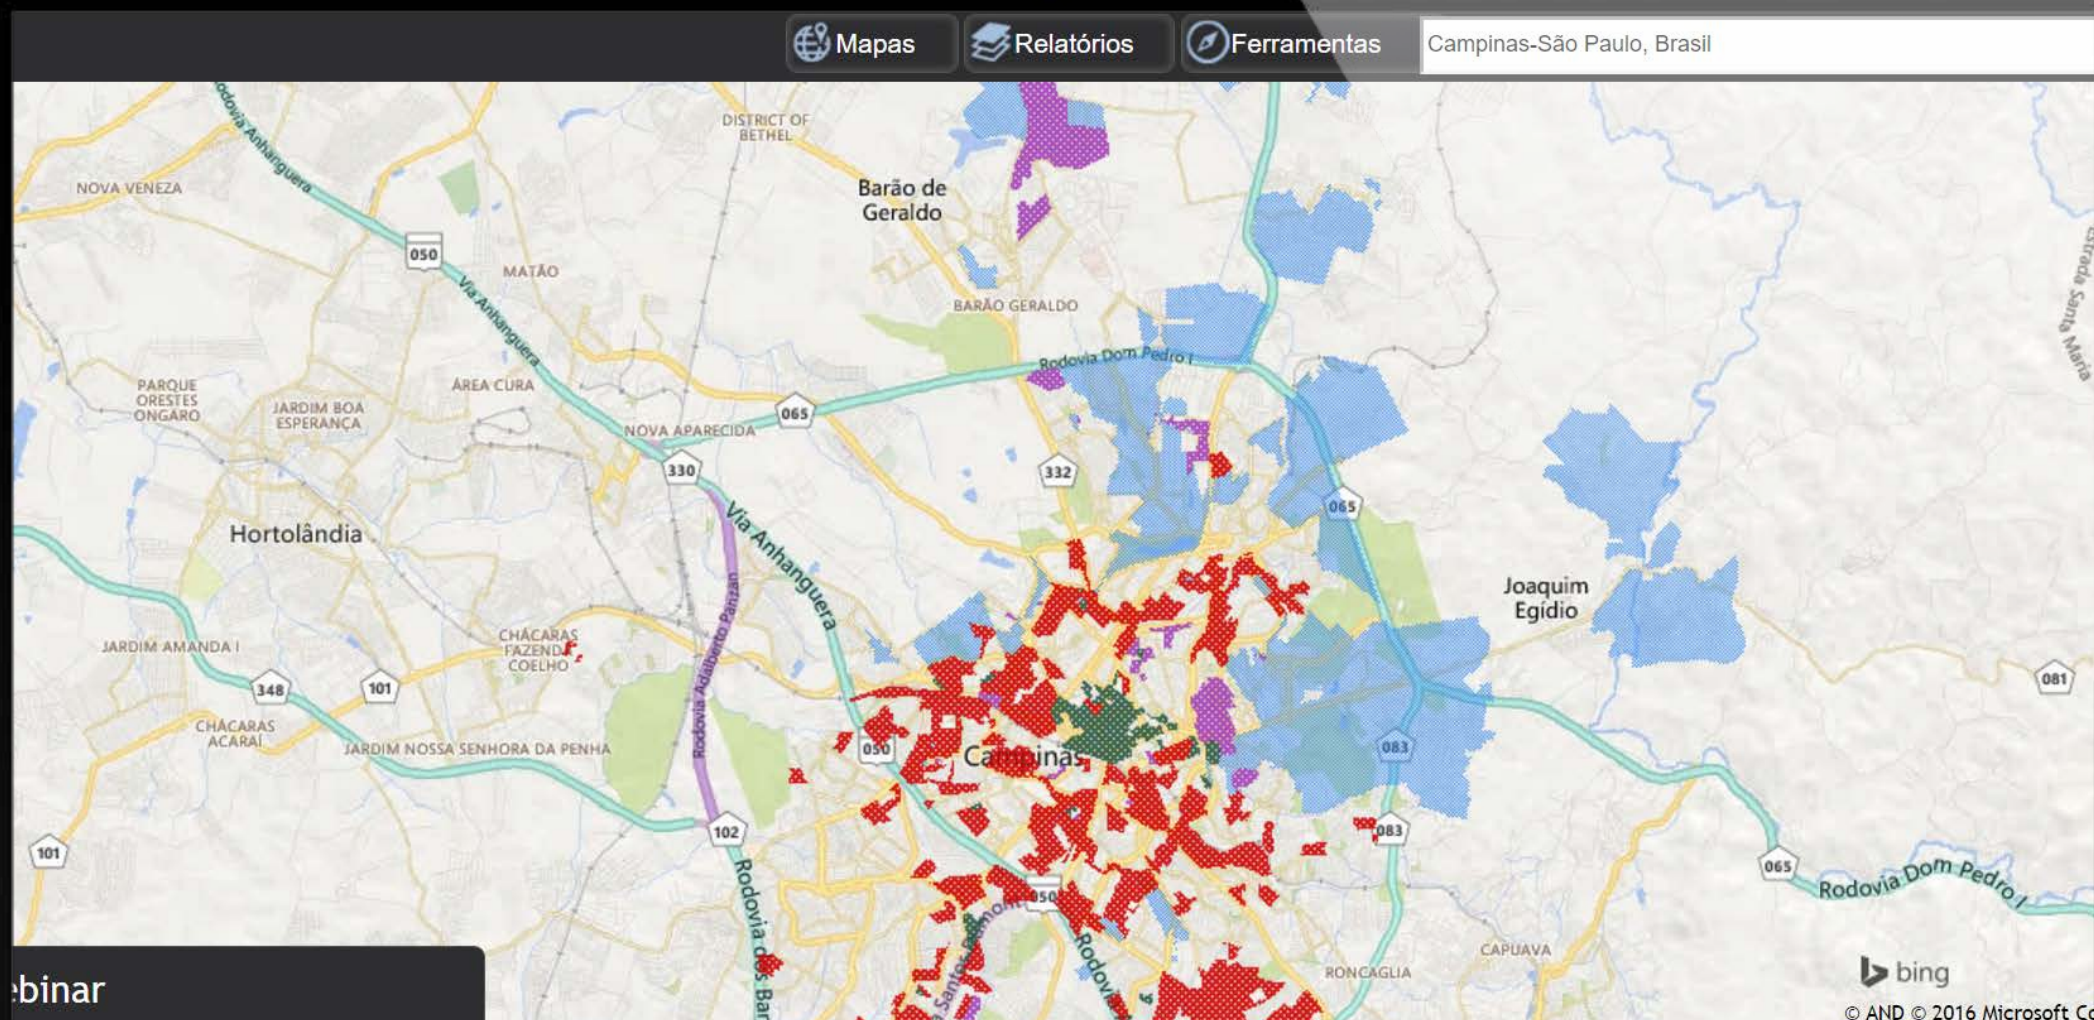 Mapas
Relatórios
Ferramentas
Campinas-São Paulo, Brasil
Rodovia Anhanguera
DISTRICT OF
BETHEL
NOVA VENEZA
Barão de
Geraldo
050
MATÃO
Via Anhanguera
BARÃO GERALDO
Estrada Santa Maria
Rodovia Dom Pedro I
PARQUE
ORESTES
ONGARO
ÁREA CURA
JARDIM BOA
ESPERANÇA
065
NOVA APARECIDA
330
332
065
Via Anhanguera
Hortolândia
Joaquim
Egídio
Rodovia Adalberto Panzan
CHÁCARAS
FAZENDA
COELHO
JARDIM AMANDA I
348
101
081
CHÁCARAS
ACARAÍ
JARDIM NOSSA SENHORA DA PENHA
050
Campinas
083
102
083
101
065
Rodovia Dom Pedro I
050
CAPUAVA
RONCAGLIA
bing
ebinar
© AND © 2016 Microsoft